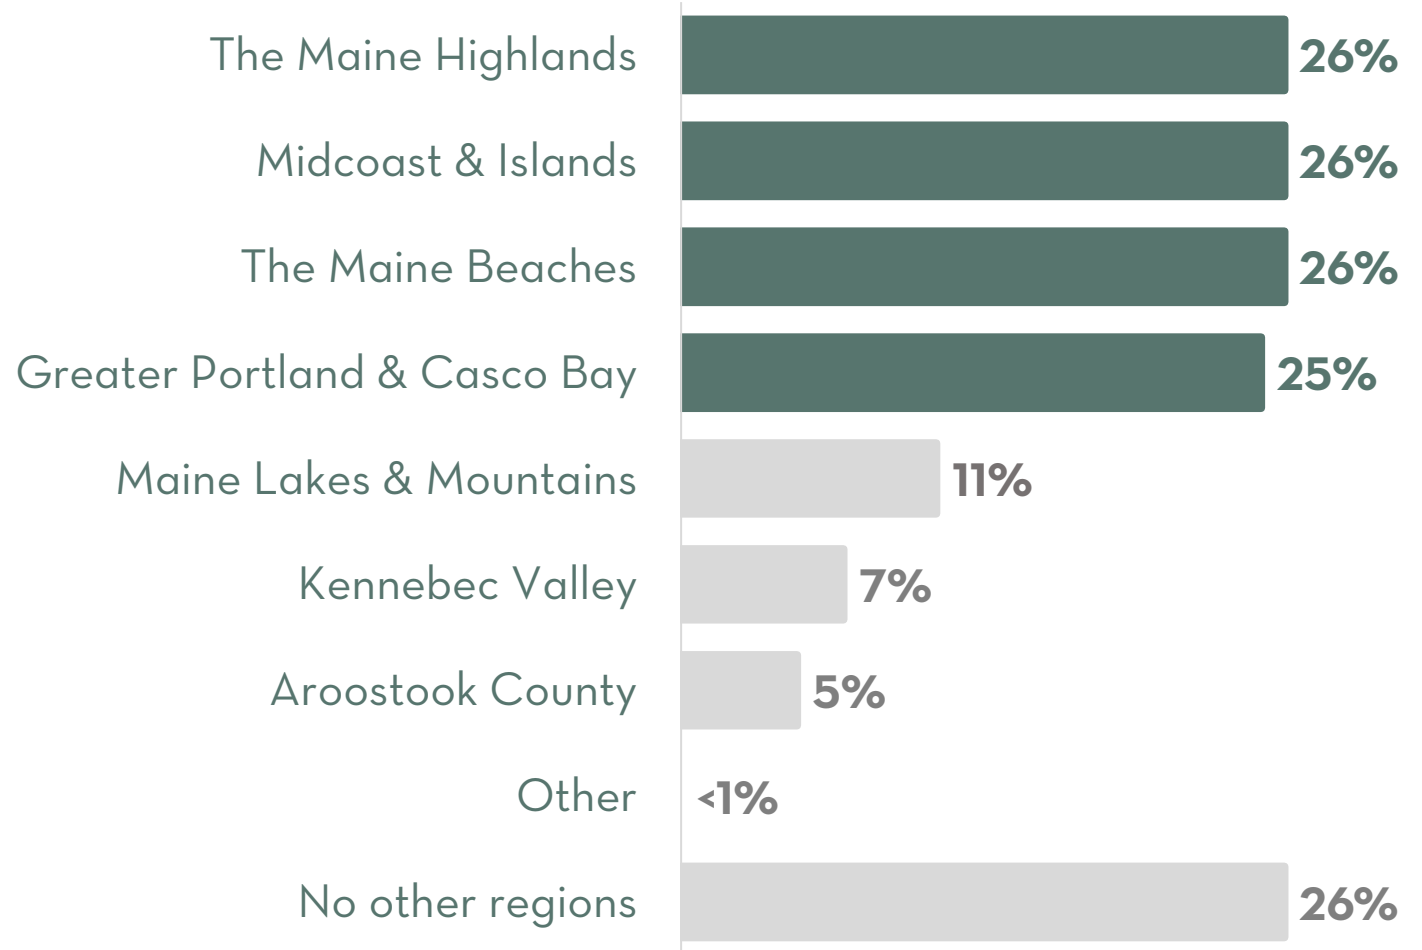 The Maine Highlands 26%
Midcoast & Islands 26%
The Maine Beaches 26%
Greater Portland & Casco Bay 25%
Maine Lakes & Mountains 11%
Kennebec Valley 7%
Aroostook County 5%
Other <1%
No other regions 26%